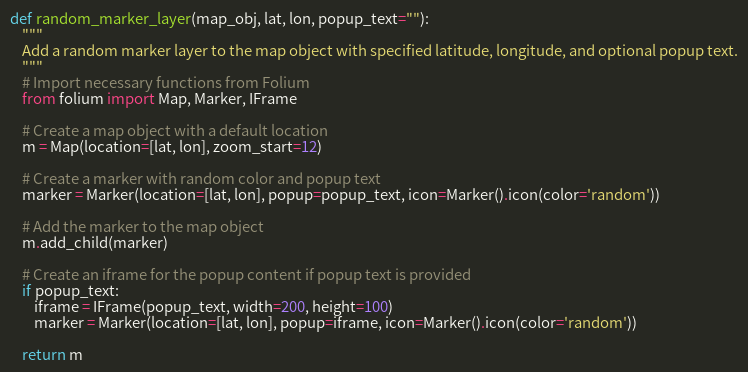 def random_marker_layer(map_obj, lat, lon, popup_text=""):
    """
    Add a random marker layer to the map object with specified latitude, longitude, and optional popup text.
    """
    # Import necessary functions from Folium
    from folium import Map, Marker, IFrame

    # Create a map object with a default location
    m = Map(location=[lat, lon], zoom_start=12)

    # Create a marker with random color and popup text
    marker = Marker(location=[lat, lon], popup=popup_text, icon=Marker().icon(color='random'))

    # Add the marker to the map object
    m.add_child(marker)

    # Create an iframe for the popup content if popup text is provided
    if popup_text:
        iframe = IFrame(popup_text, width=200, height=100)
        marker = Marker(location=[lat, lon], popup=iframe, icon=Marker().icon(color='random'))

    return m